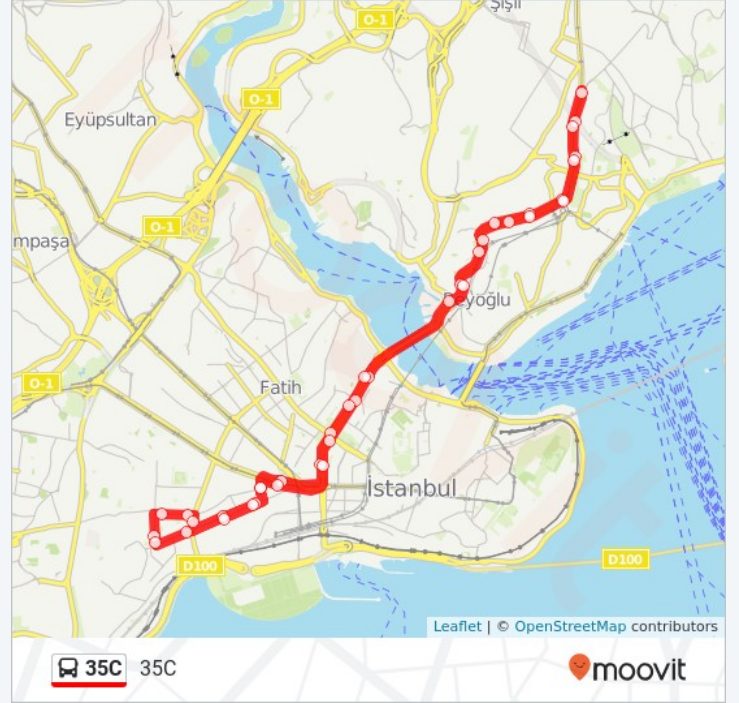 Şişli
O-1
O-1
Eyüpsultan
O-1
mpaşa
Beyoğlu
O-1
Fatih
İstanbul
D100
D100
Leaflet | © OpenStreetMap contributors
35C 35C
moovit